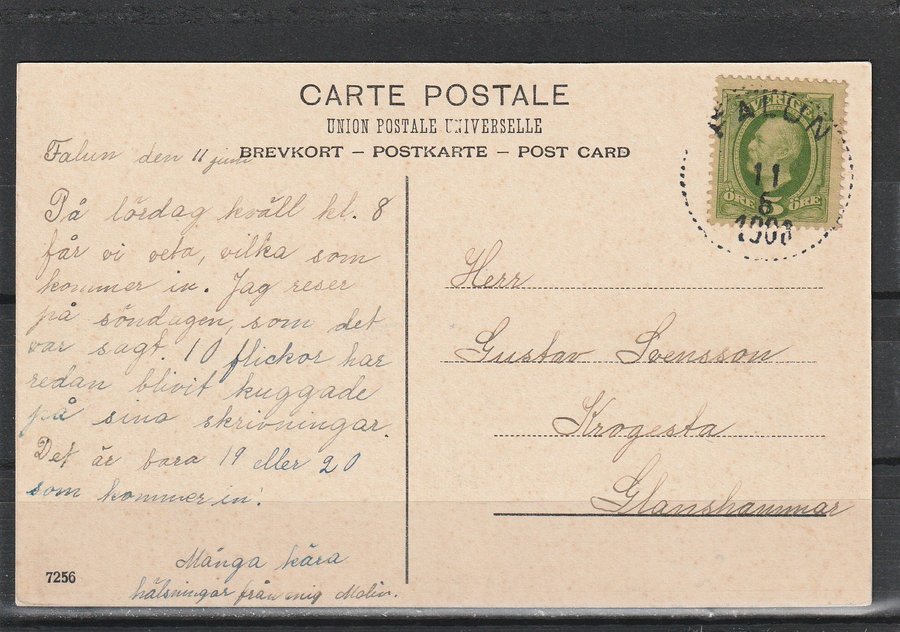 CARTE POSTALE
UNION POSTALE UNIVERSELLE
BREVKORT – POSTKARTE – POST CARD
SVERIGE
ÖRE 5 ÖRE
FALUN
11
6
1908
Falun den 11 juni
På lördag kväll kl. 8
får vi veta, vilka som
kommer in. Jag reser
på söndagen, som det
var sagt. 10 flickor har
redan blivit kuggade
på sina skrivningar.
Det är bara 19 eller 20
som kommer in!
Många kära
hälsningar från mig Malin.
Herr
Gustav Svensson
Krogesta
Glanshammar
7256